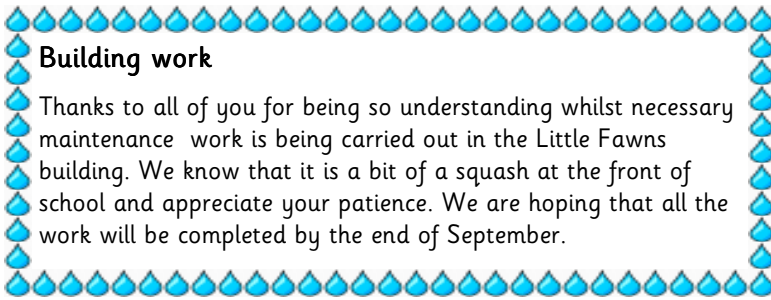 Building work
Thanks to all of you for being so understanding whilst necessary
maintenance  work is being carried out in the Little Fawns
building. We know that it is a bit of a squash at the front of
school and appreciate your patience. We are hoping that all the
work will be completed by the end of September.